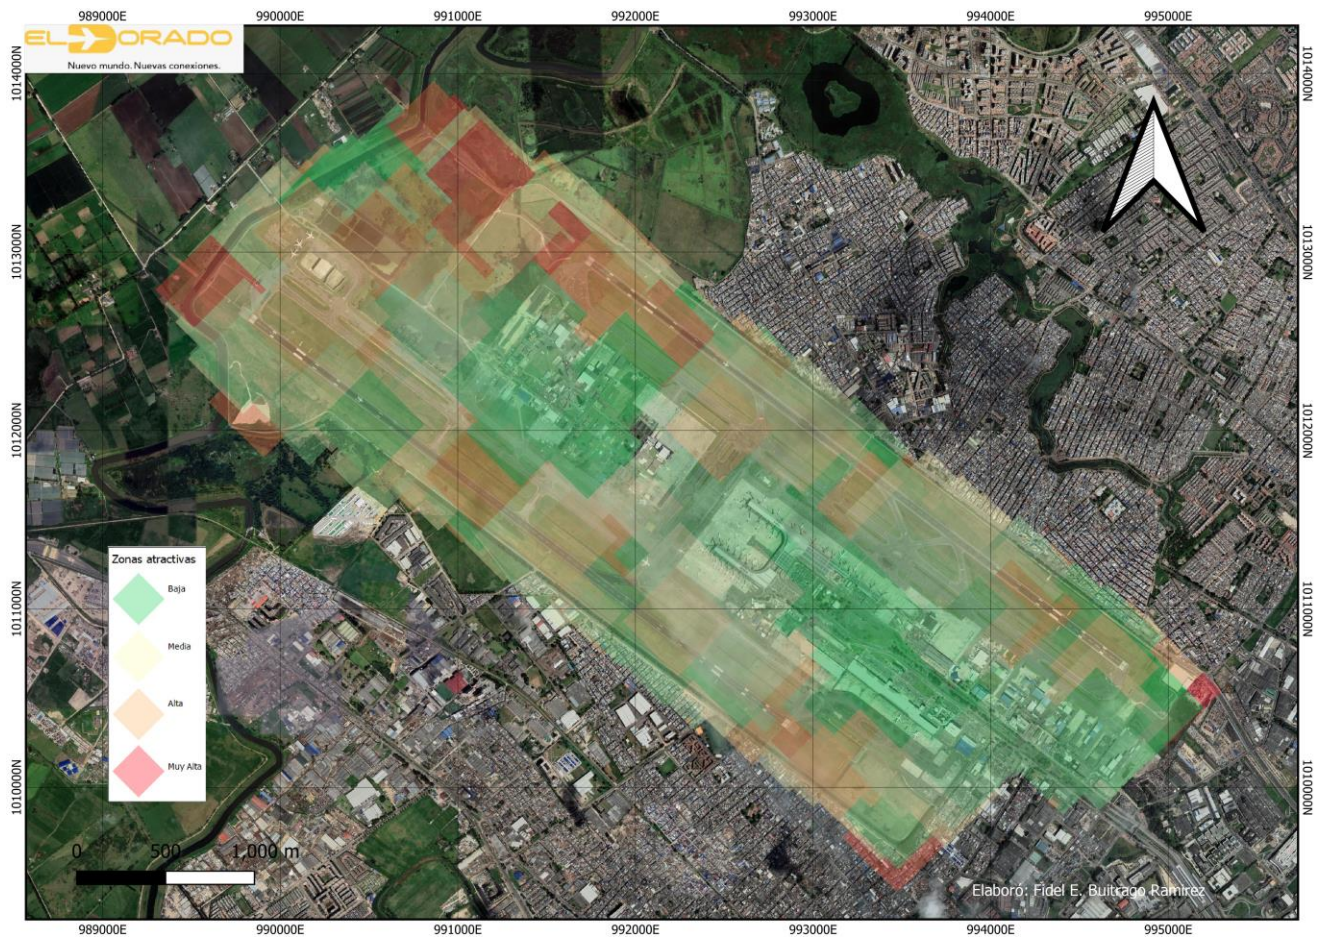 989000E 990000E 991000E 992000E 993000E 994000E 995000E
EL DORADO
Nuevo mundo. Nuevas conexiones.
1014000N 1014000N
1013000N 1013000N
1012000N 1012000N
1011000N 1011000N
1010000N 1010000N
Zonas atractivas
Baja
Media
Alta
Muy Alta
0 500 1,000 m
Elaboró: Fidel E. Buitrago Ramirez
989000E 990000E 991000E 992000E 993000E 994000E 995000E